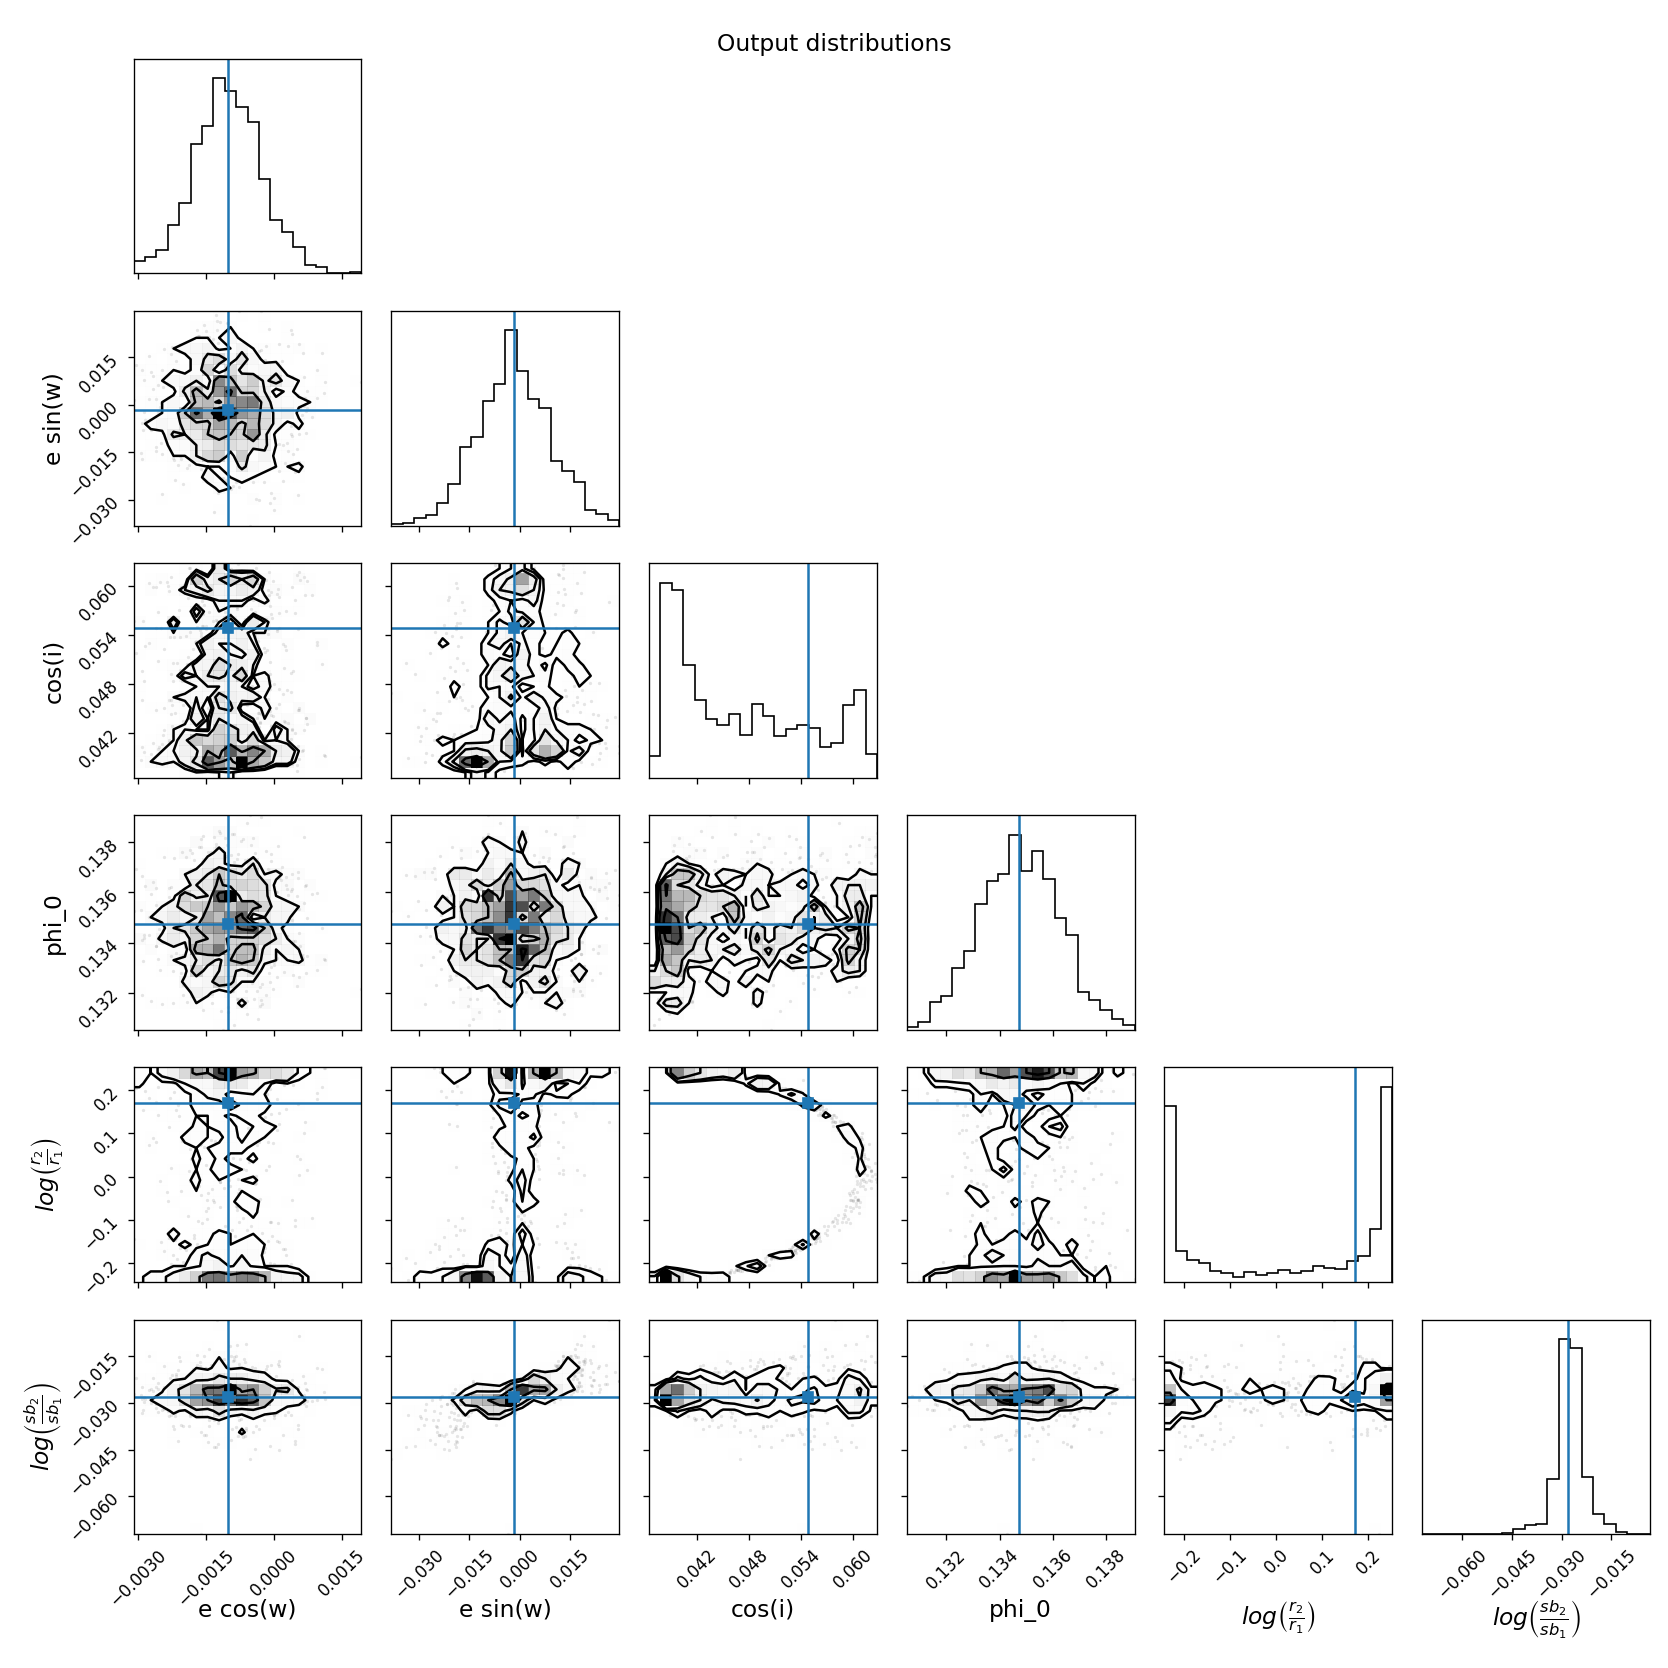 Output distributions
e sin(w)
0.015
0.000
−0.015
−0.030
cos(i)
0.060
0.054
0.048
0.042
phi_0
0.138
0.136
0.134
0.132
log(r₂/r₁)
0.2
0.1
0.0
−0.1
−0.2
log(sb₂/sb₁)
−0.015
−0.030
−0.045
−0.060
−0.0030 −0.0015 0.0000 0.0015
−0.030 −0.015 0.000 0.015
0.042 0.048 0.054 0.060
0.132 0.134 0.136 0.138
−0.2 −0.1 0.0 0.1 0.2
−0.060 −0.045 −0.030 −0.015
e cos(w)
e sin(w)
cos(i)
phi_0
log(r₂/r₁)
log(sb₂/sb₁)